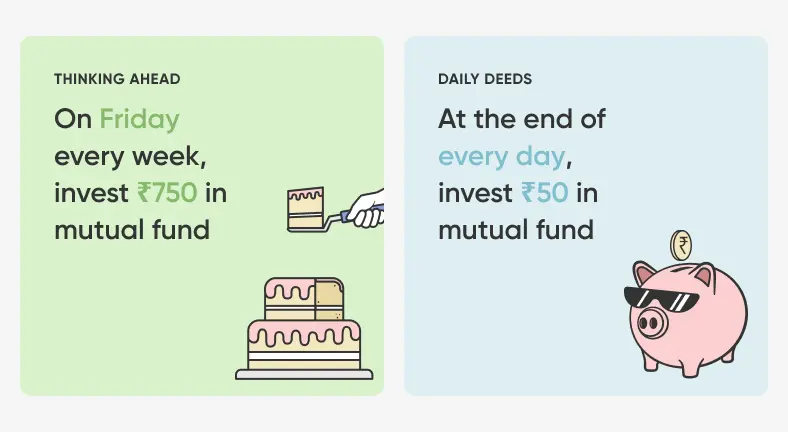 THINKING AHEAD
On Friday
every week,
invest ₹750 in
mutual fund
DAILY DEEDS
At the end of
every day,
invest ₹50 in
mutual fund
₹